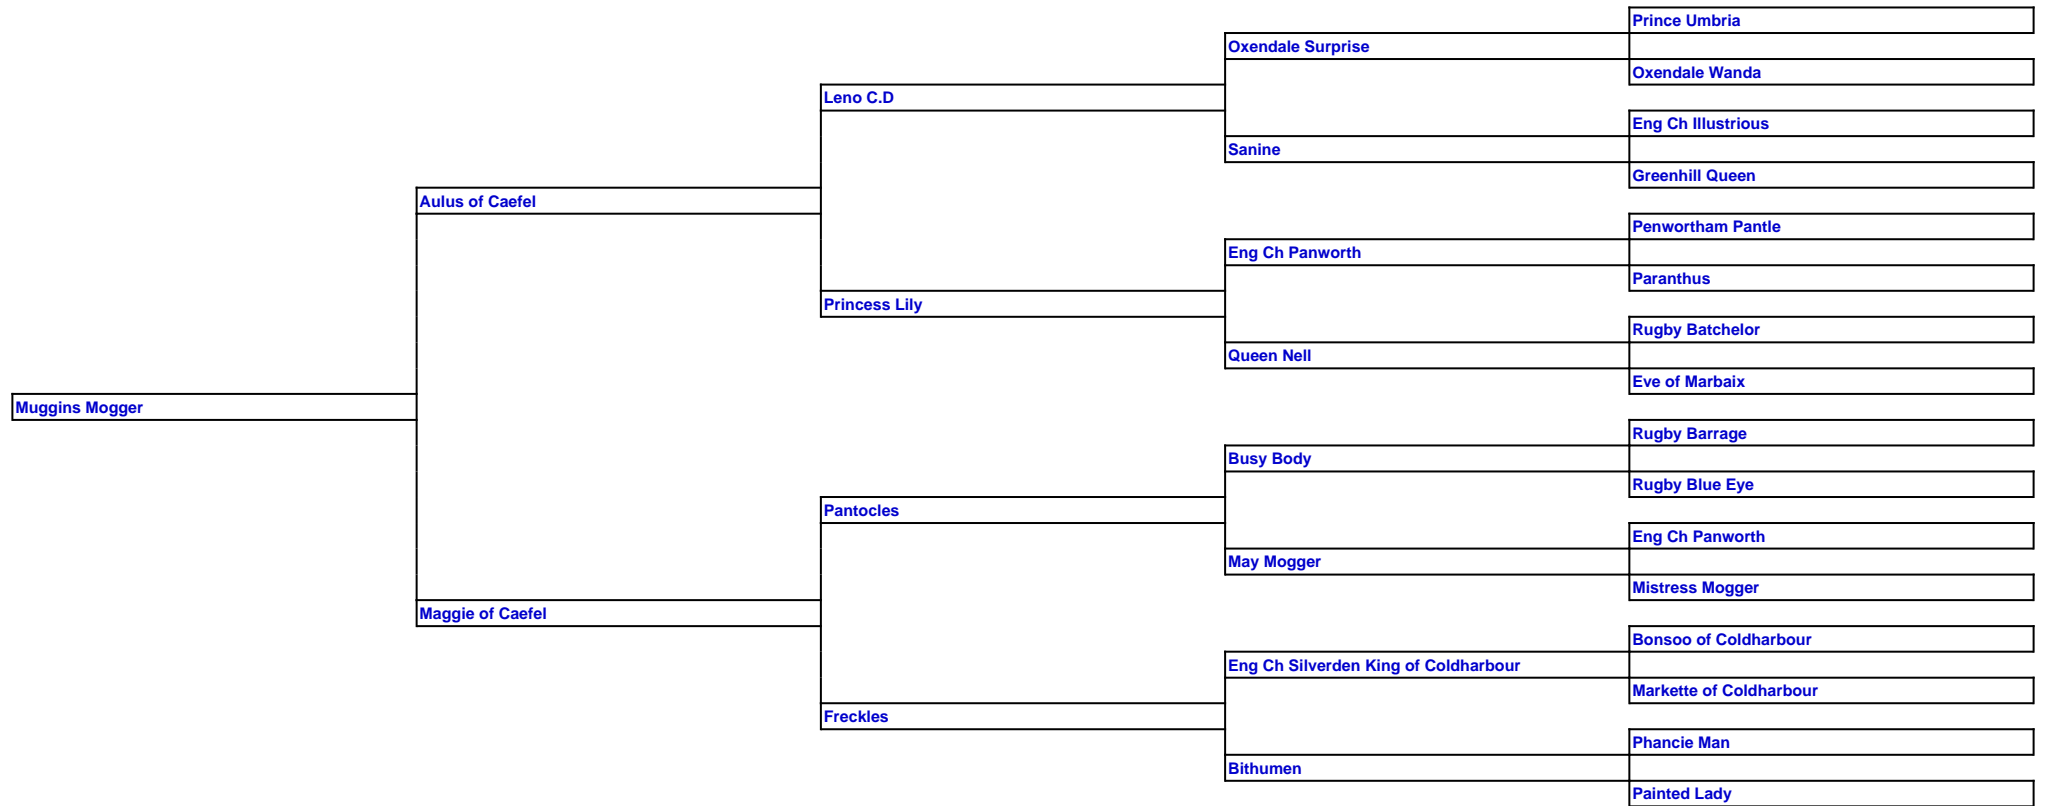 Prince Umbria
Oxendale Surprise
Oxendale Wanda
Leno C.D
Eng Ch Illustrious
Sanine
Greenhill Queen
Aulus of Caefel
Penwortham Pantle
Eng Ch Panworth
Paranthus
Princess Lily
Rugby Batchelor
Queen Nell
Eve of Marbaix
Muggins Mogger
Rugby Barrage
Busy Body
Rugby Blue Eye
Pantocles
Eng Ch Panworth
May Mogger
Mistress Mogger
Maggie of Caefel
Bonsoo of Coldharbour
Eng Ch Silverden King of Coldharbour
Markette of Coldharbour
Freckles
Phancie Man
Bithumen
Painted Lady